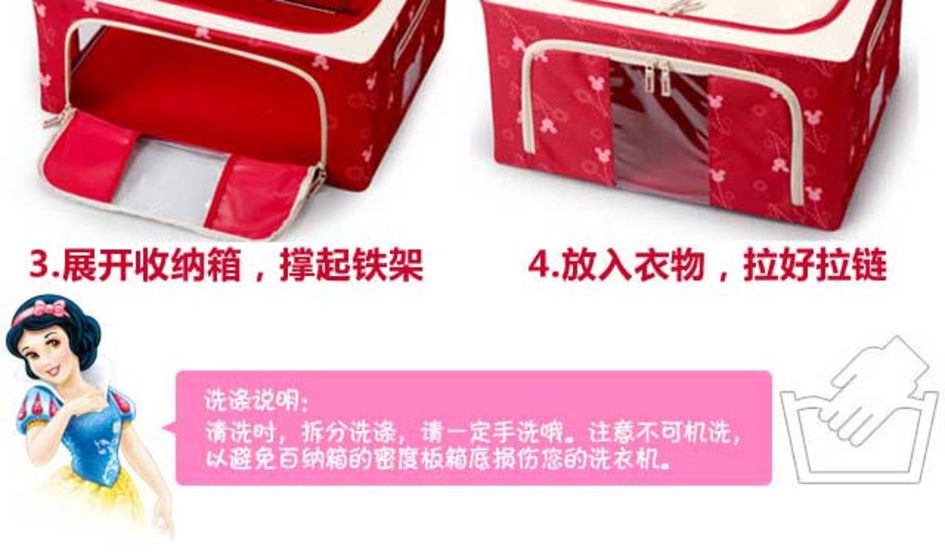 3.展开收纳箱，撑起铁架
4.放入衣物，拉好拉链
洗涤说明：
请洗时，拆分洗涤，请一定手洗哦。注意不可机洗，
以避免百纳箱的密度板箱底损伤您的洗衣机。